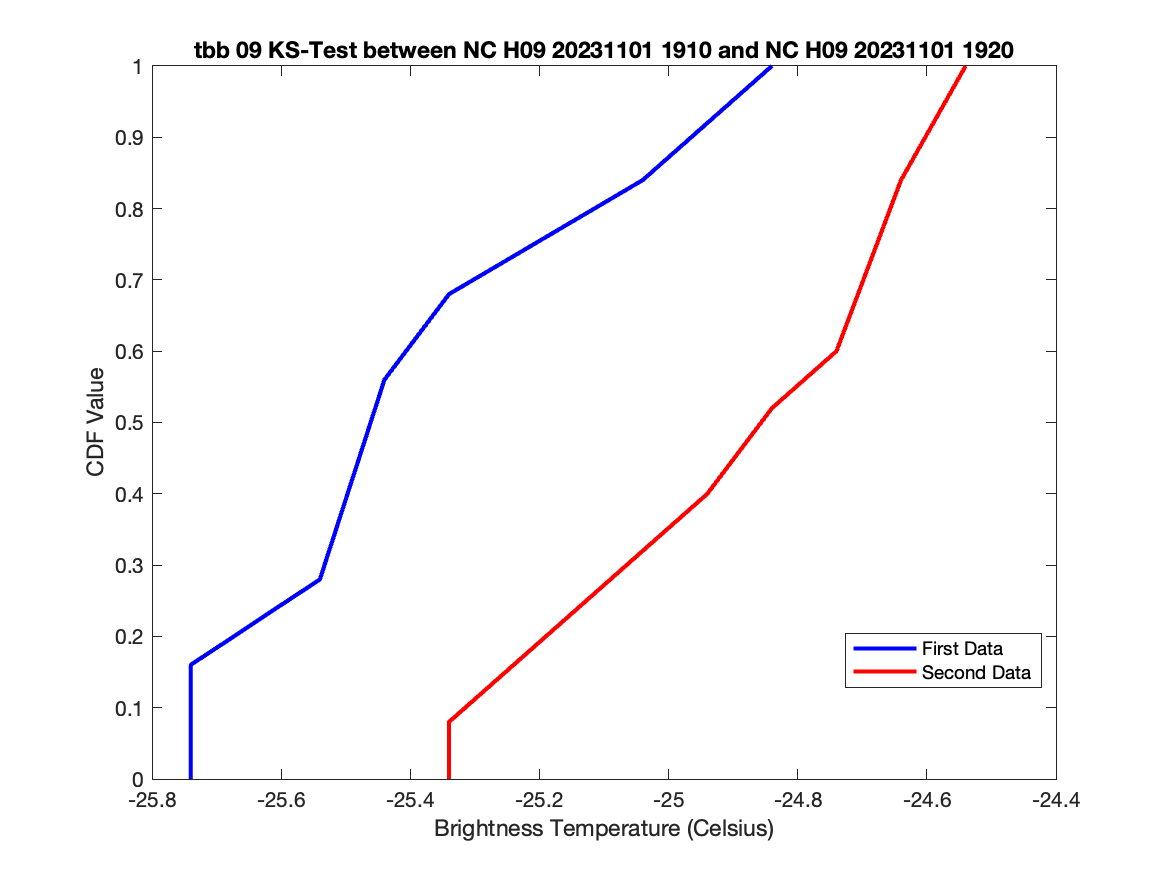 tbb 09 KS-Test between NC H09 20231101 1910 and NC H09 20231101 1920
1
0.9
0.8
0.7
0.6
0.5
0.4
0.3
0.2
0.1
0
CDF Value
First Data
Second Data
-25.8 -25.6 -25.4 -25.2 -25 -24.8 -24.6 -24.4
Brightness Temperature (Celsius)